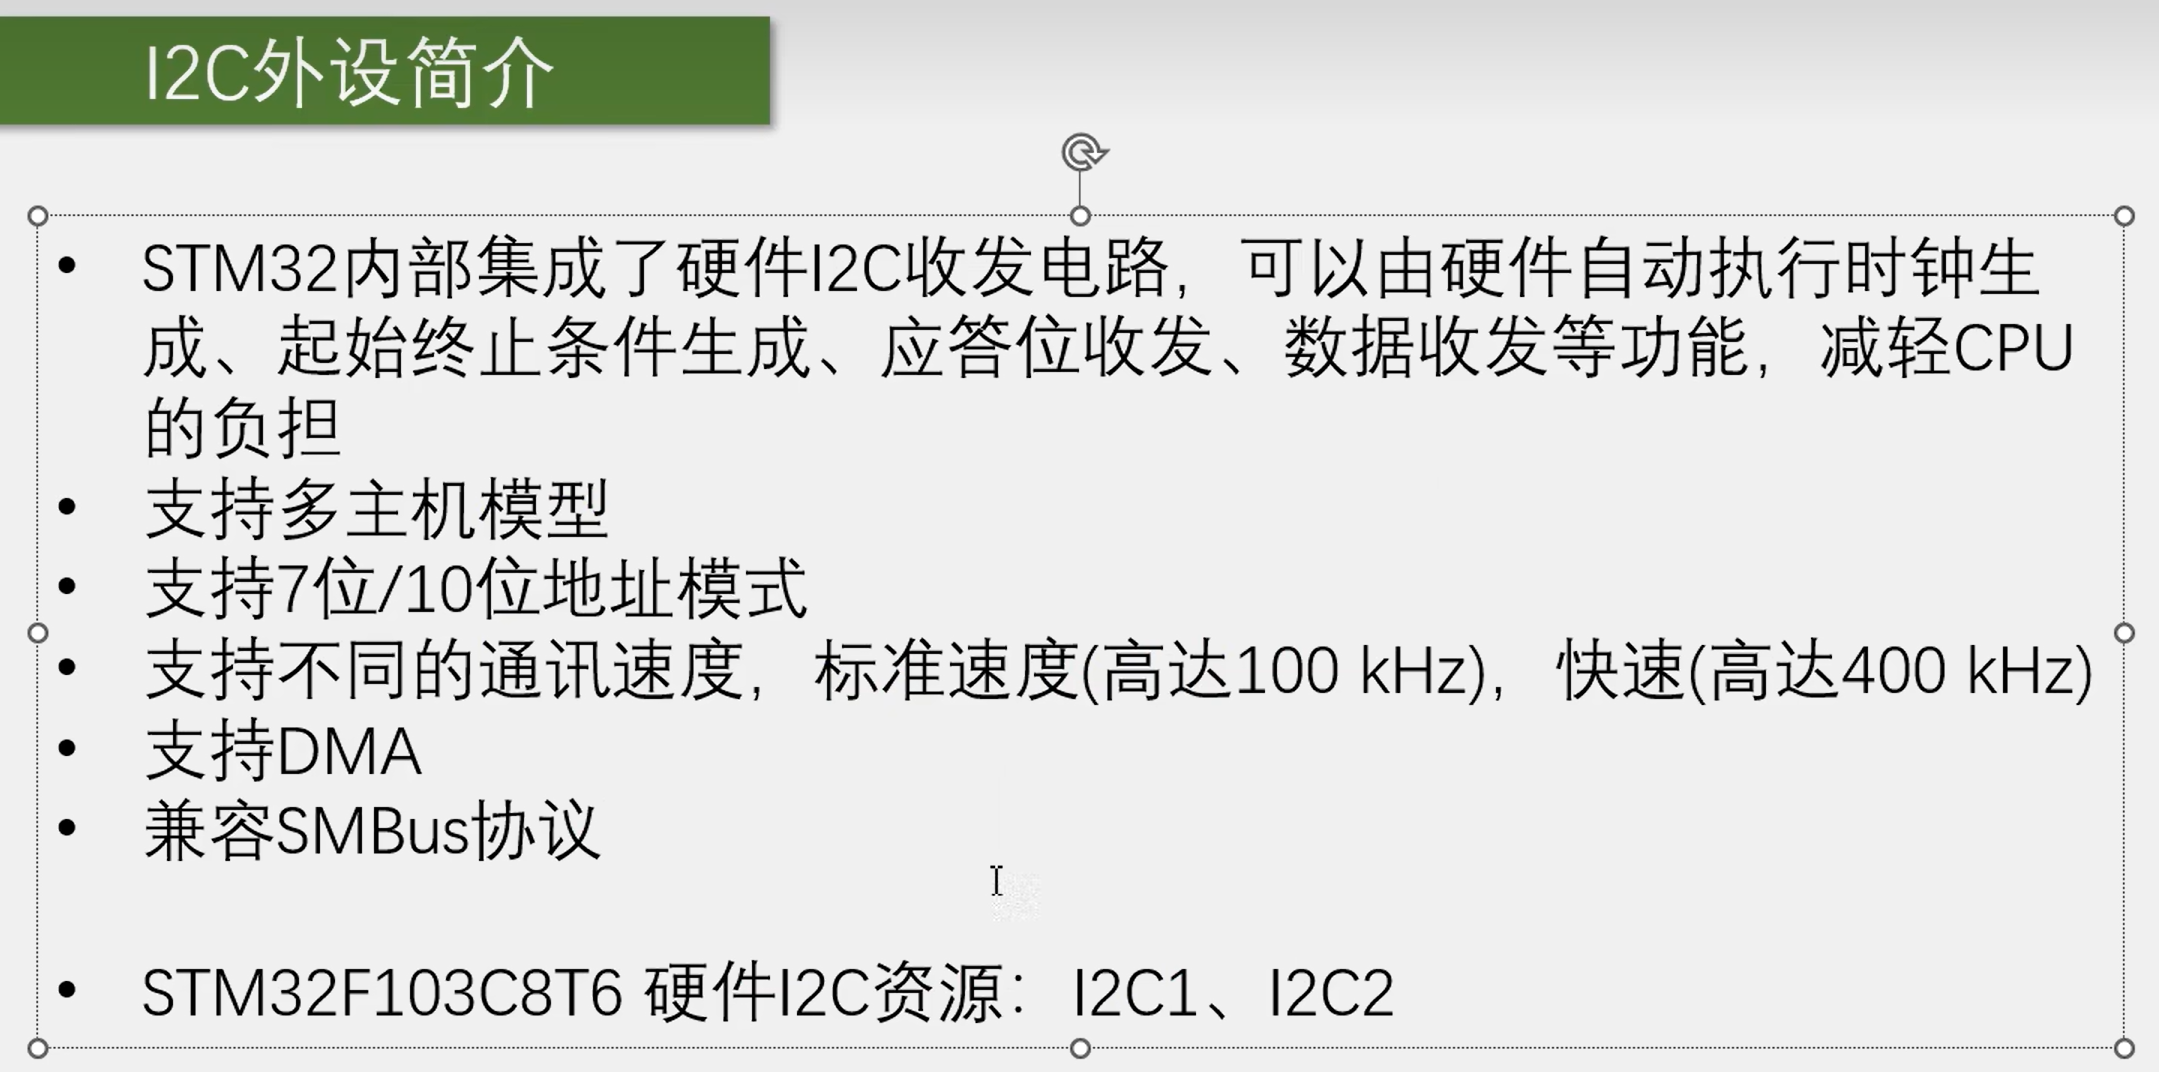 I2C外设简介
• STM32内部集成了硬件I2C收发电路，可以由硬件自动执行时钟生
成、起始终止条件生成、应答位收发、数据收发等功能，减轻CPU
的负担
• 支持多主机模型
• 支持7位/10位地址模式
• 支持不同的通讯速度，标准速度(高达100 kHz)，快速(高达400 kHz)
• 支持DMA
• 兼容SMBus协议
• STM32F103C8T6 硬件I2C资源：I2C1、I2C2